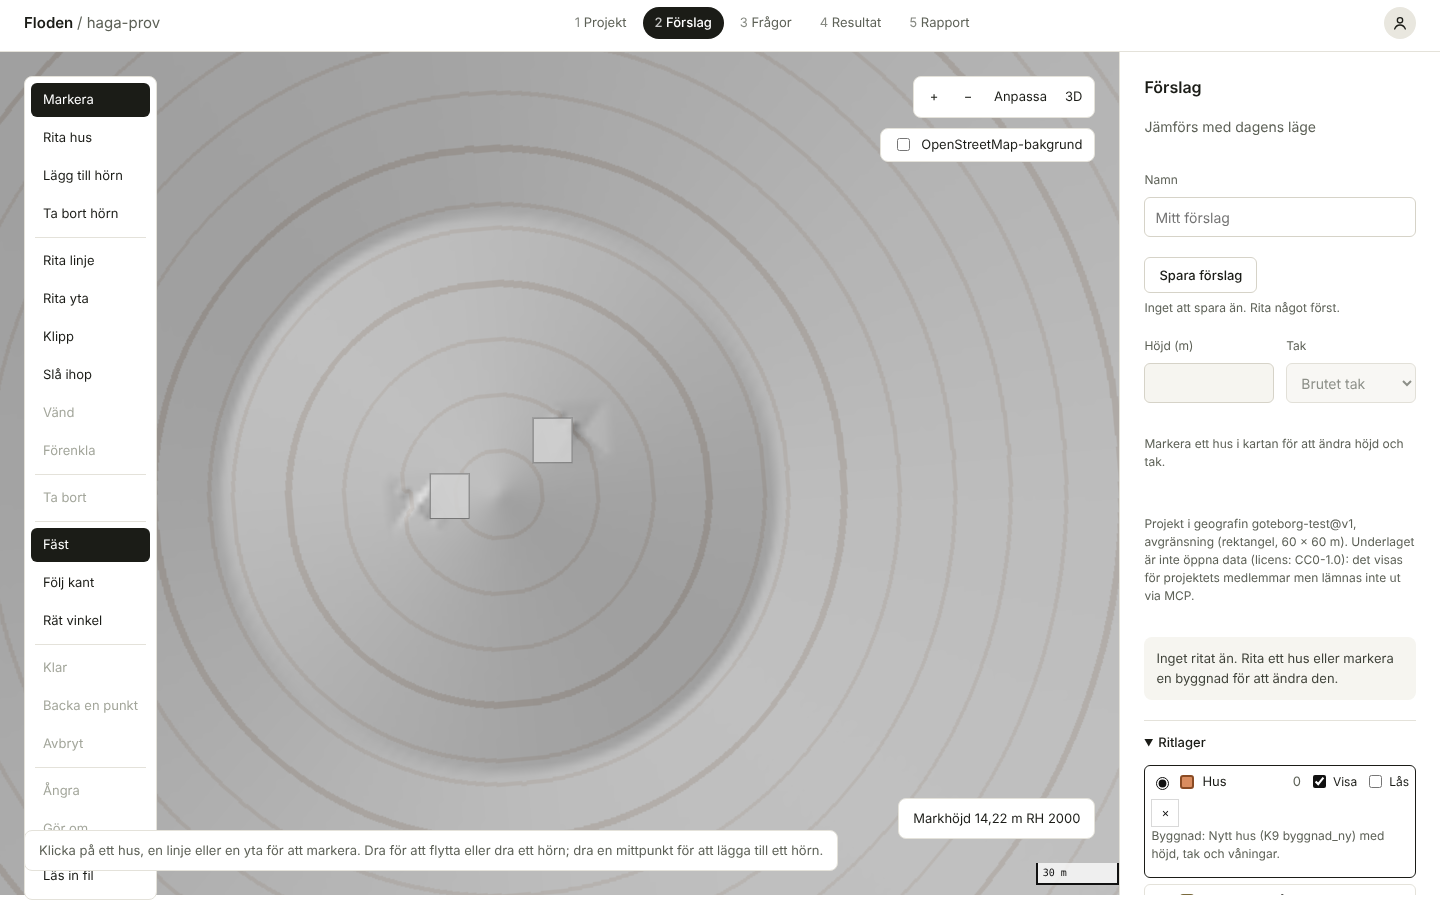 Floden / haga-prov
1 Projekt
2 Förslag
3 Frågor
4 Resultat
5 Rapport
Markera
Rita hus
Lägg till hörn
Ta bort hörn
Rita linje
Rita yta
Klipp
Slå ihop
Vänd
Förenkla
Ta bort
Fäst
Följ kant
Rät vinkel
Klar
Backa en punkt
Avbryt
Ångra
Gör om
Läs in fil
+ − Anpassa 3D
OpenStreetMap-bakgrund
Markhöjd 14,22 m RH 2000
Klicka på ett hus, en linje eller en yta för att markera. Dra för att flytta eller dra ett hörn; dra en mittpunkt för att lägga till ett hörn.
30 m
Förslag
Jämförs med dagens läge
Namn
Mitt förslag
Spara förslag
Inget att spara än. Rita något först.
Höjd (m) Tak
Brutet tak
Markera ett hus i kartan för att ändra höjd och
tak.
Projekt i geografin goteborg-test@v1,
avgränsning (rektangel, 60 × 60 m). Underlaget
är inte öppna data (licens: CC0-1.0): det visas
för projektets medlemmar men lämnas inte ut
via MCP.
Inget ritat än. Rita ett hus eller markera
en byggnad för att ändra den.
▼ Ritlager
Hus 0 Visa Lås
×
Byggnad: Nytt hus (K9 byggnad_ny) med
höjd, tak och våningar.